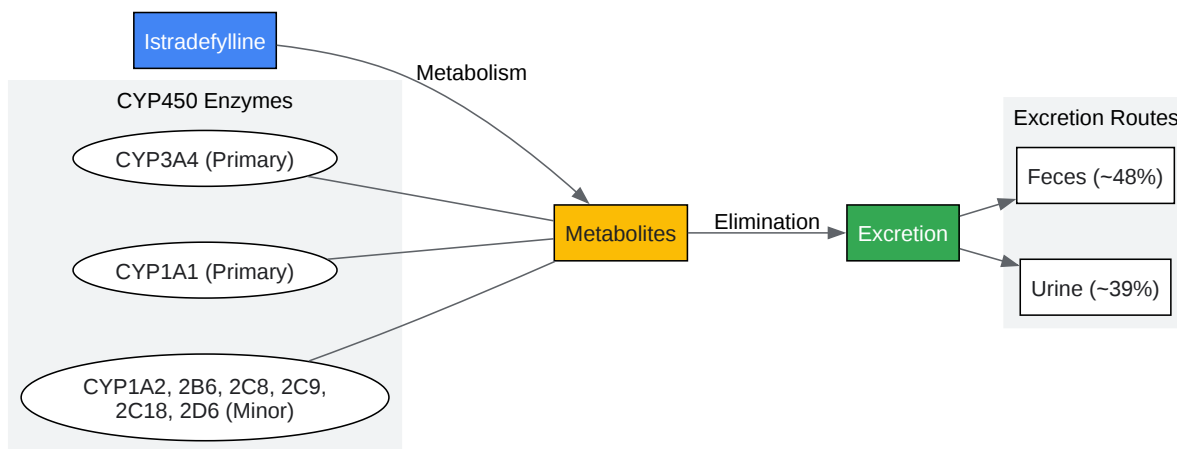 Istradefylline
Metabolism
CYP450 Enzymes
CYP3A4 (Primary)
CYP1A1 (Primary)
CYP1A2, 2B6, 2C8, 2C9,
2C18, 2D6 (Minor)
Metabolites
Elimination
Excretion
Excretion Routes
Feces (~48%)
Urine (~39%)